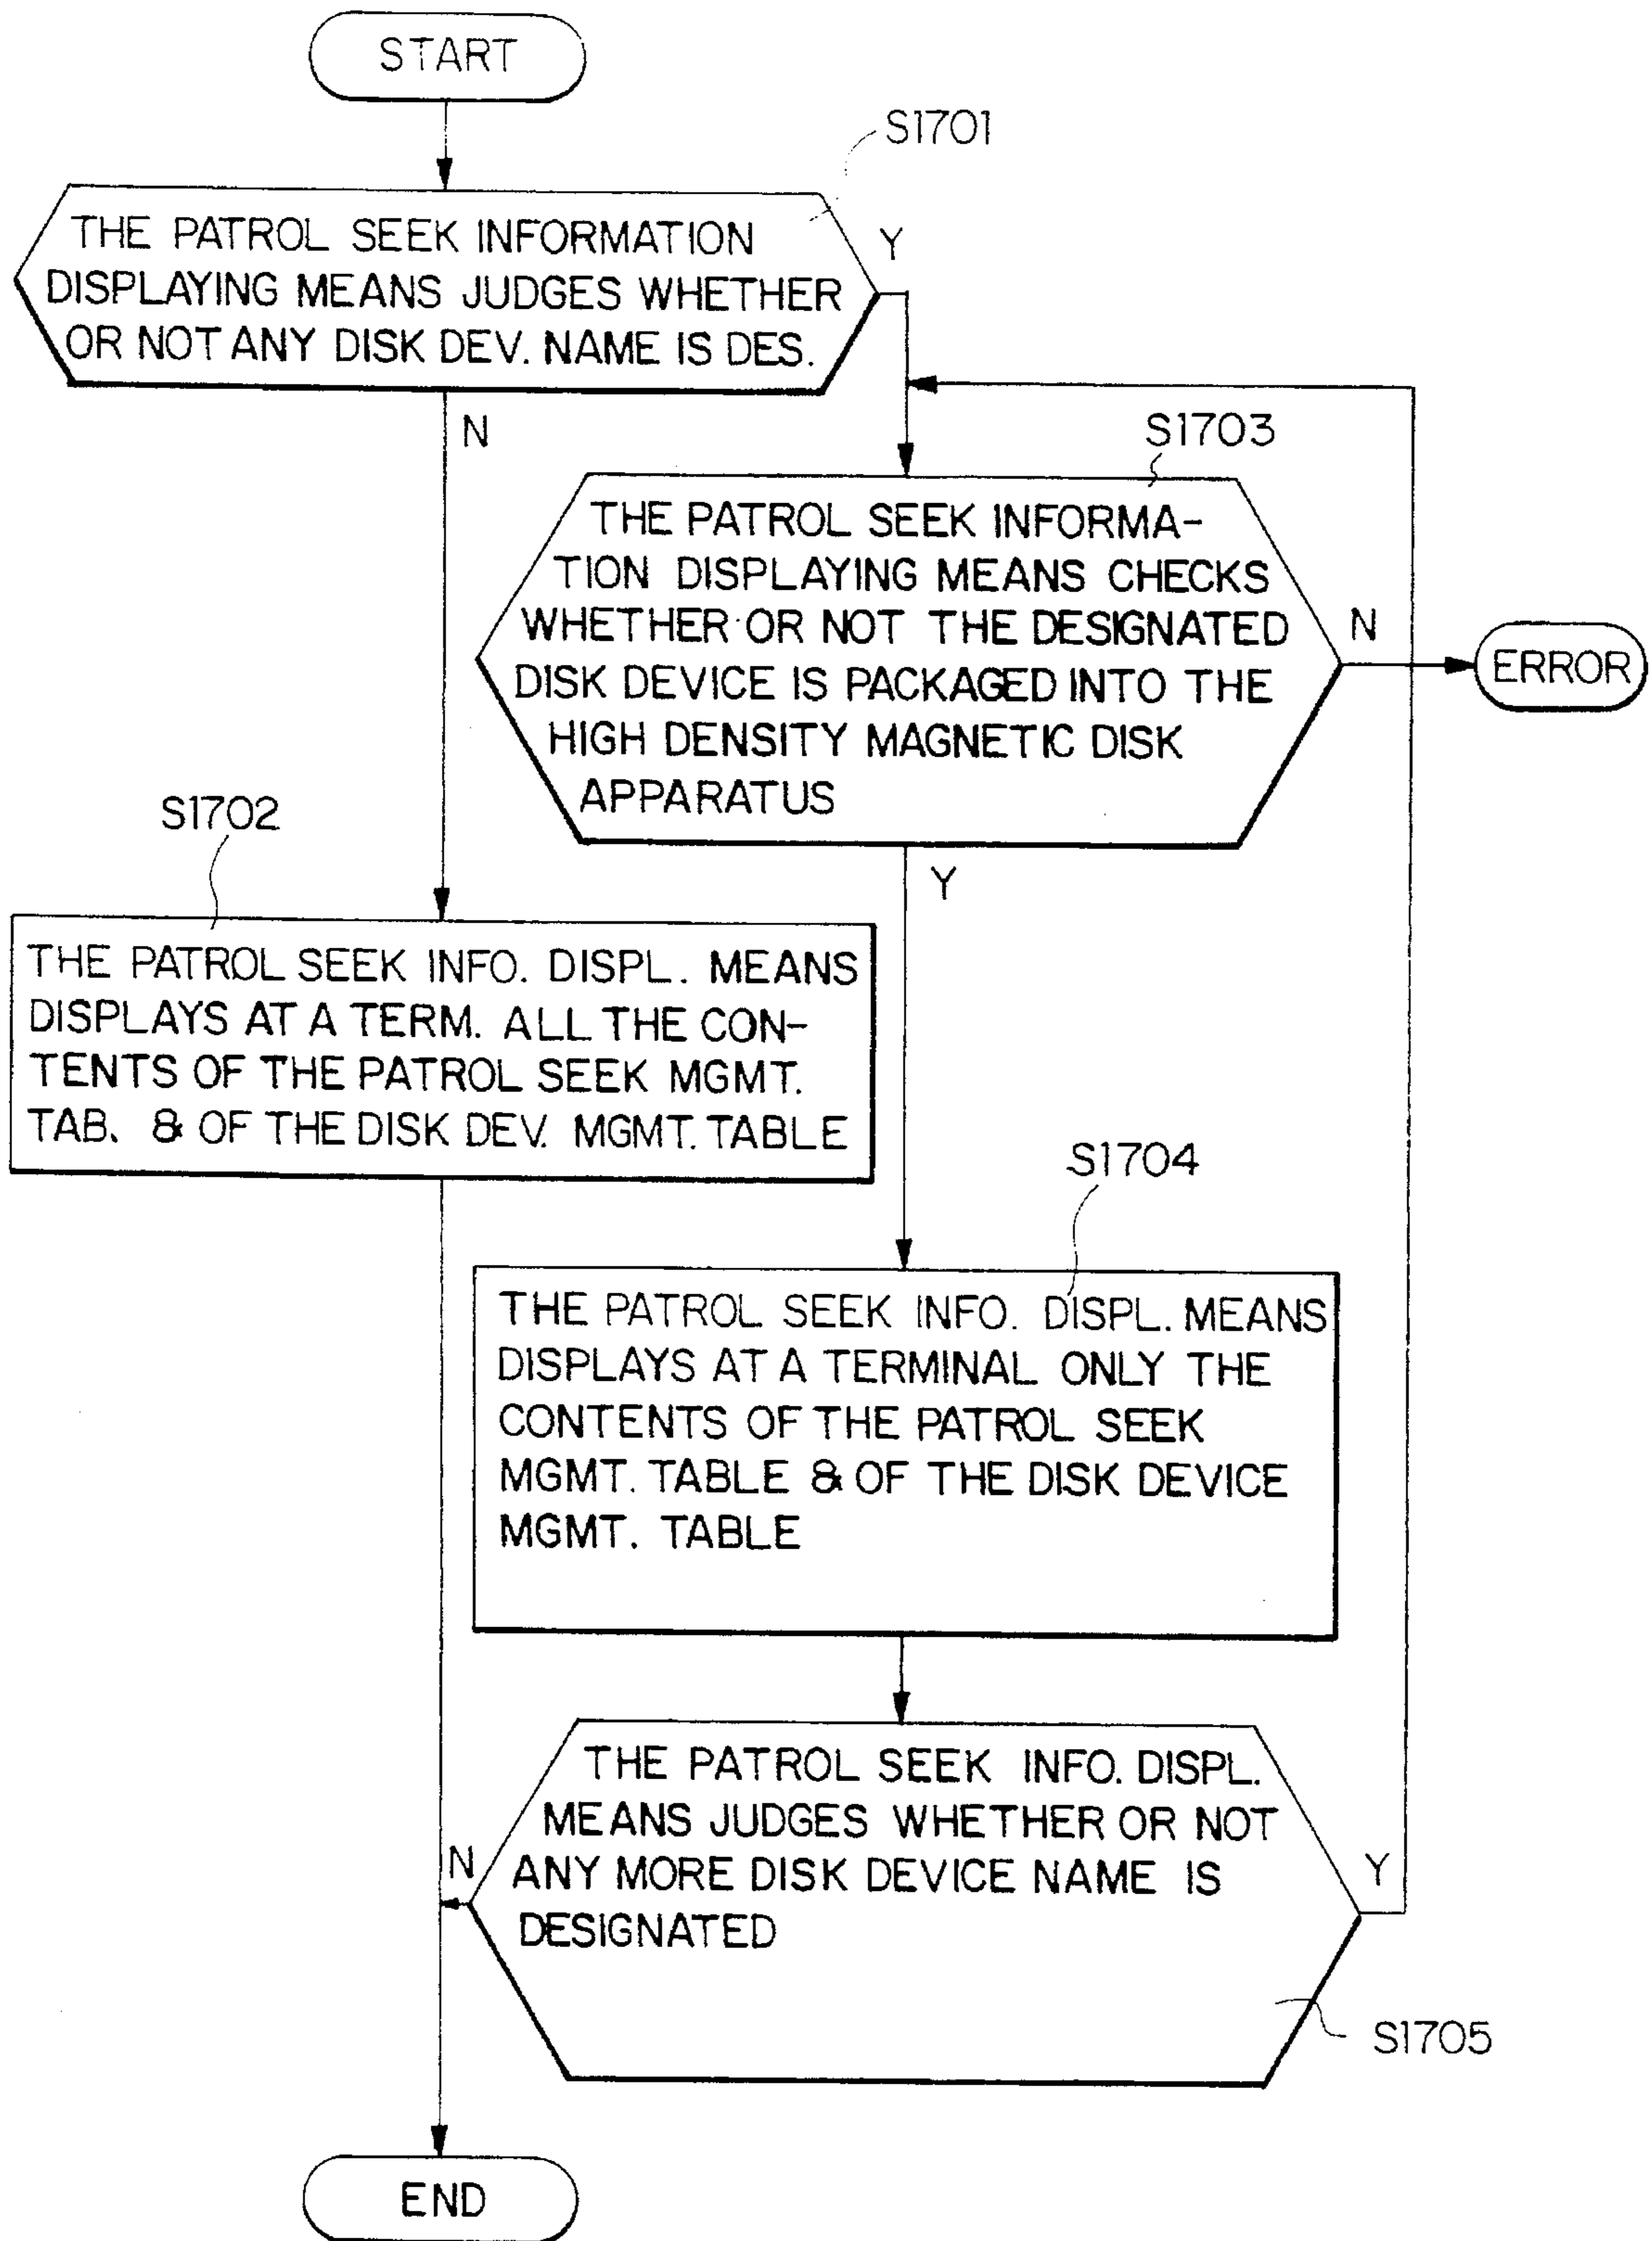 START
S1701
THE PATROL SEEK INFORMATION
DISPLAYING MEANS JUDGES WHETHER
OR NOT ANY DISK DEV. NAME IS DES.
Y
N
S1703
THE PATROL SEEK INFORMA-
TION DISPLAYING MEANS CHECKS
WHETHER OR NOT THE DESIGNATED
DISK DEVICE IS PACKAGED INTO THE
HIGH DENSITY MAGNETIC DISK
APPARATUS
N
ERROR
Y
S1702
THE PATROL SEEK INFO. DISPL. MEANS
DISPLAYS AT A TERM. ALL THE CON-
TENTS OF THE PATROL SEEK MGMT.
TAB. & OF THE DISK DEV. MGMT. TABLE
S1704
THE PATROL SEEK INFO. DISPL. MEANS
DISPLAYS AT A TERMINAL ONLY THE
CONTENTS OF THE PATROL SEEK
MGMT. TABLE & OF THE DISK DEVICE
MGMT. TABLE
THE PATROL SEEK INFO. DISPL.
MEANS JUDGES WHETHER OR NOT
ANY MORE DISK DEVICE NAME IS
DESIGNATED
N
Y
S1705
END